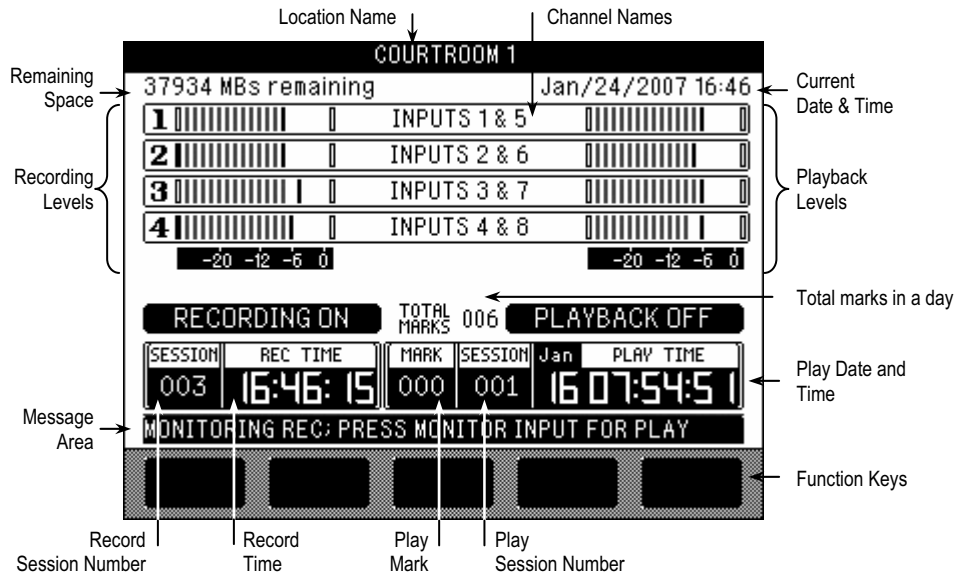 Location Name
Channel Names
COURTROOM 1
Remaining
Space
37934 MBs remaining
Jan/24/2007 16:46
Current
Date & Time
1
INPUTS 1 & 5
2
INPUTS 2 & 6
Recording
Levels
3
INPUTS 3 & 7
Playback
Levels
4
INPUTS 4 & 8
-20 -12 -6 0
-20 -12 -6 0
Total marks in a day
RECORDING ON
TOTAL
MARKS
006
PLAYBACK OFF
SESSION
REC TIME
MARK
SESSION
Jan
PLAY TIME
003
16:46:15
000
001
16
07:54:51
Play Date and
Time
Message
Area
MONITORING REC; PRESS MONITOR INPUT FOR PLAY
Function Keys
Record
Session Number
Record
Time
Play
Mark
Play
Session Number